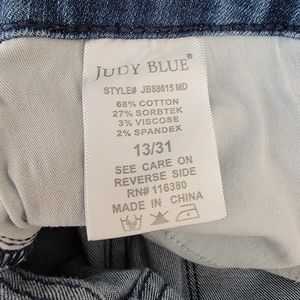 JUDY BLUE
STYLE# JB88615 MD
68% COTTON
27% SORBTEK
3% VISCOSE
2% SPANDEX
13/31
SEE CARE ON
REVERSE SIDE
RN# 116380
MADE IN CHINA